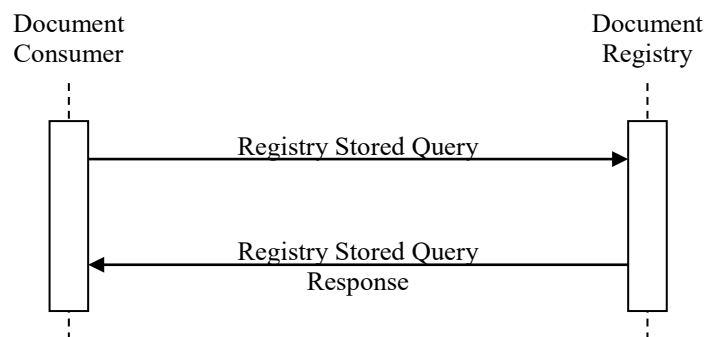 Document
Consumer
Document
Registry
Registry Stored Query
Registry Stored Query
Response